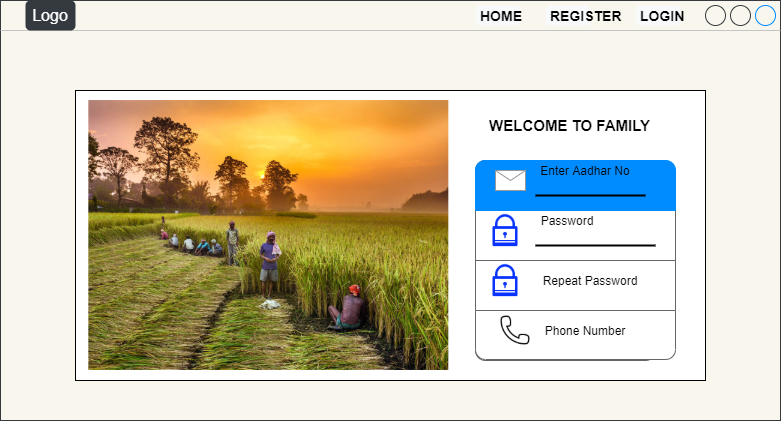 Logo
HOME REGISTER LOGIN
WELCOME TO FAMILY
Enter Aadhar No
Password
Repeat Password
Phone Number